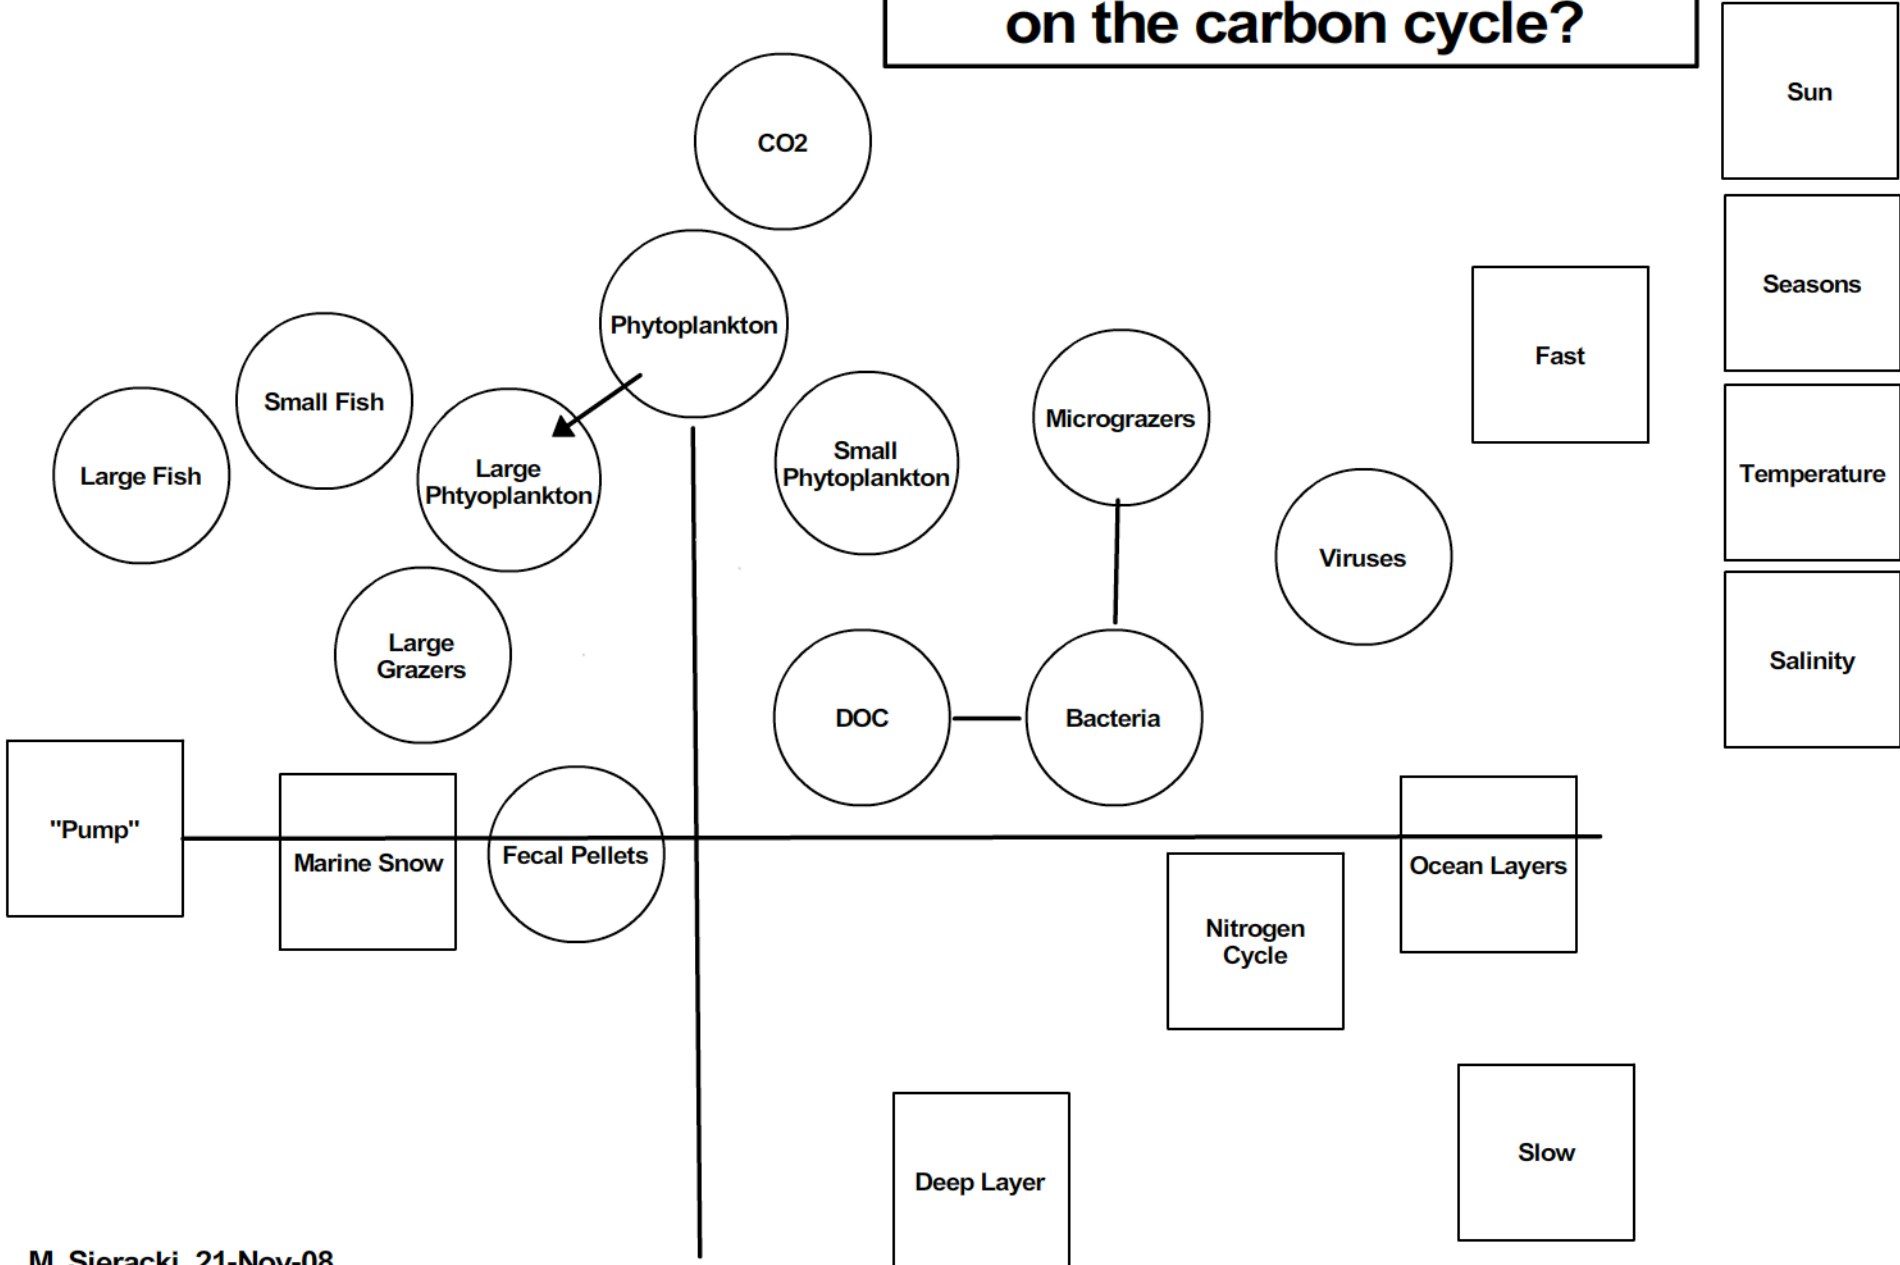 on the carbon cycle?
Sun
CO2
Seasons
Phytoplankton
Fast
Small Fish
Micrograzers
Large Fish
Large
Phtyoplankton
Small
Phytoplankton
Temperature
Viruses
Large
Grazers
Salinity
DOC
Bacteria
"Pump"
Marine Snow
Fecal Pellets
Ocean Layers
Nitrogen
Cycle
Slow
Deep Layer
M. Sieracki, 21-Nov-08